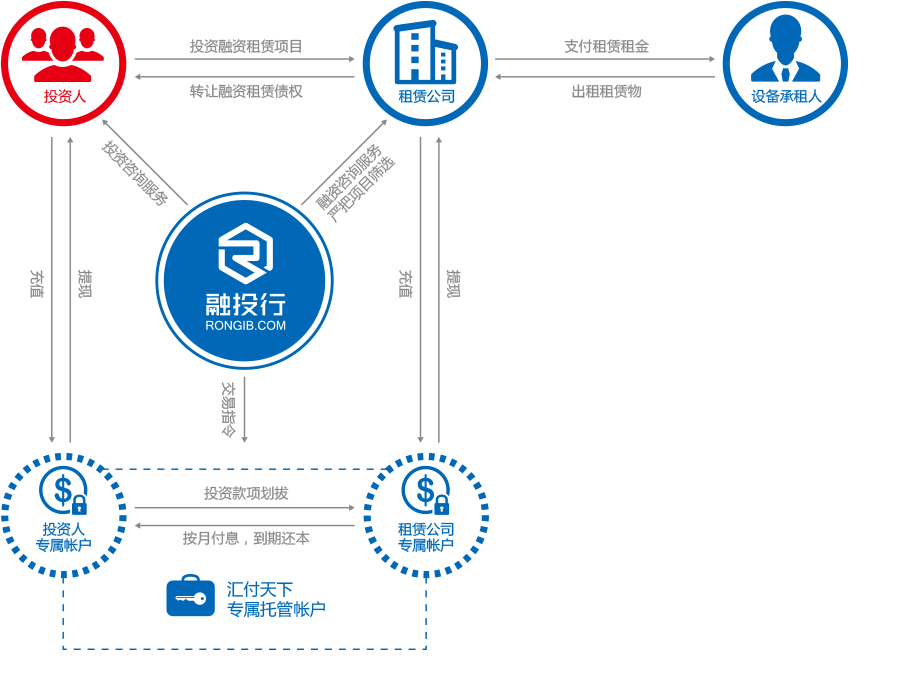 投资融资租赁项目
支付租赁租金
投资人
租赁公司
设备承租人
转让融资租赁债权
出租租赁物
投资咨询服务
融资咨询服务
严把项目筛选
充值
提现
融投行
RONGIB.COM
充值
提现
交易指令
$
$
投资款项划拨
投资人
专属帐户
租赁公司
专属帐户
按月付息，到期还本
汇付天下
专属托管帐户